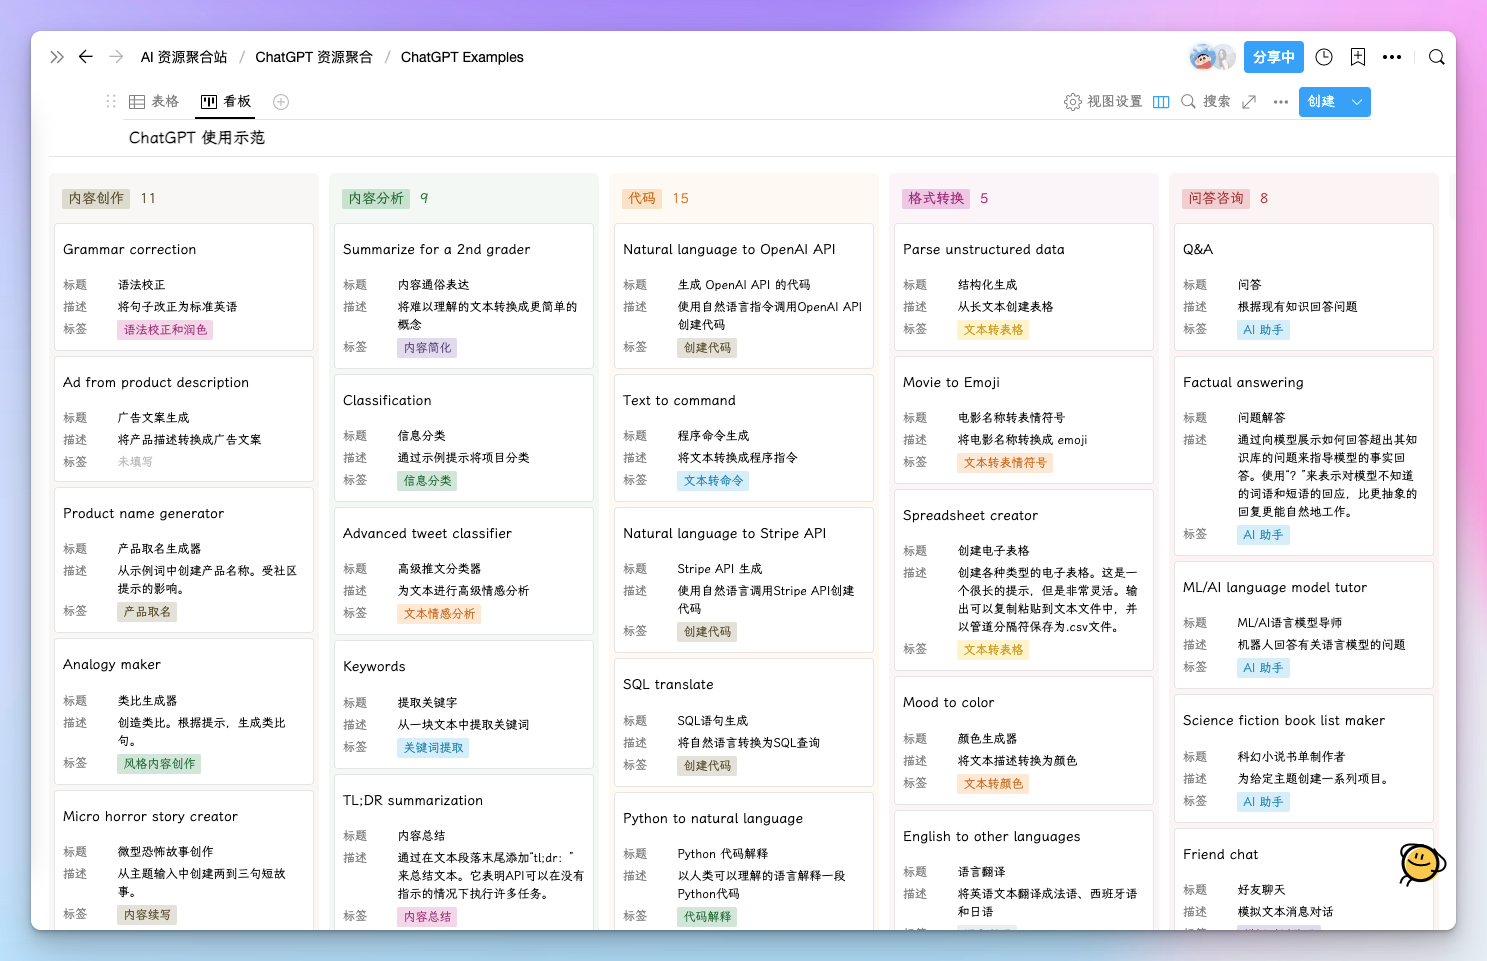 AI 资源聚合站 / ChatGPT 资源聚合 / ChatGPT Examples
分享中
表格
看板
视图设置
搜索
创建
ChatGPT 使用示范
内容创作 11
Grammar correction
标题 语法校正
描述 将句子改正为标准英语
标签 语法校正和润色
Ad from product description
标题 广告文案生成
描述 将产品描述转换成广告文案
标签 未填写
Product name generator
标题 产品取名生成器
描述 从示例词中创建产品名称。受社区
提示的影响。
标签 产品取名
Analogy maker
标题 类比生成器
描述 创造类比。根据提示，生成类比
句。
标签 风格内容创作
Micro horror story creator
标题 微型恐怖故事创作
描述 从主题输入中创建两到三句短故
事。
标签 内容续写
内容分析 9
Summarize for a 2nd grader
标题 内容通俗表达
描述 将难以理解的文本转换成更简单的
概念
标签 内容简化
Classification
标题 信息分类
描述 通过示例提示将项目分类
标签 信息分类
Advanced tweet classifier
标题 高级推文分类器
描述 为文本进行高级情感分析
标签 文本情感分析
Keywords
标题 提取关键字
描述 从一块文本中提取关键词
标签 关键词提取
TL;DR summarization
标题 内容总结
描述 通过在文本段落末尾添加“tl;dr：”
来总结文本。它表明API可以在没有
指示的情况下执行许多任务。
标签 内容总结
代码 15
Natural language to OpenAI API
标题 生成 OpenAI API 的代码
描述 使用自然语言指令调用OpenAI API
创建代码
标签 创建代码
Text to command
标题 程序命令生成
描述 将文本转换成程序指令
标签 文本转命令
Natural language to Stripe API
标题 Stripe API 生成
描述 使用自然语言调用Stripe API创建
代码
标签 创建代码
SQL translate
标题 SQL语句生成
描述 将自然语言转换为SQL查询
标签 创建代码
Python to natural language
标题 Python 代码解释
描述 以人类可以理解的语言解释一段
Python代码
标签 代码解释
格式转换 5
Parse unstructured data
标题 结构化生成
描述 从长文本创建表格
标签 文本转表格
Movie to Emoji
标题 电影名称转表情符号
描述 将电影名称转换成 emoji
标签 文本转表情符号
Spreadsheet creator
标题 创建电子表格
描述 创建各种类型的电子表格。这是一
个很长的提示，但是非常灵活。输
出可以复制粘贴到文本文件中，并
以管道分隔符保存为.csv文件。
标签 文本转表格
Mood to color
标题 颜色生成器
描述 将文本描述转换为颜色
标签 文本转颜色
English to other languages
标题 语言翻译
描述 将英语文本翻译成法语、西班牙语
和日语
问答咨询 8
Q&A
标题 问答
描述 根据现有知识回答问题
标签 AI 助手
Factual answering
标题 问题解答
描述 通过向模型展示如何回答超出其知
识库的问题来指导模型的事实回
答。使用“？”来表示对模型不知道
的词语和短语的回应，比更抽象的
回复更能自然地工作。
标签 AI 助手
ML/AI language model tutor
标题 ML/AI语言模型导师
描述 机器人回答有关语言模型的问题
标签 AI 助手
Science fiction book list maker
标题 科幻小说书单制作者
描述 为给定主题创建一系列项目。
标签 AI 助手
Friend chat
标题 好友聊天
描述 模拟文本消息对话